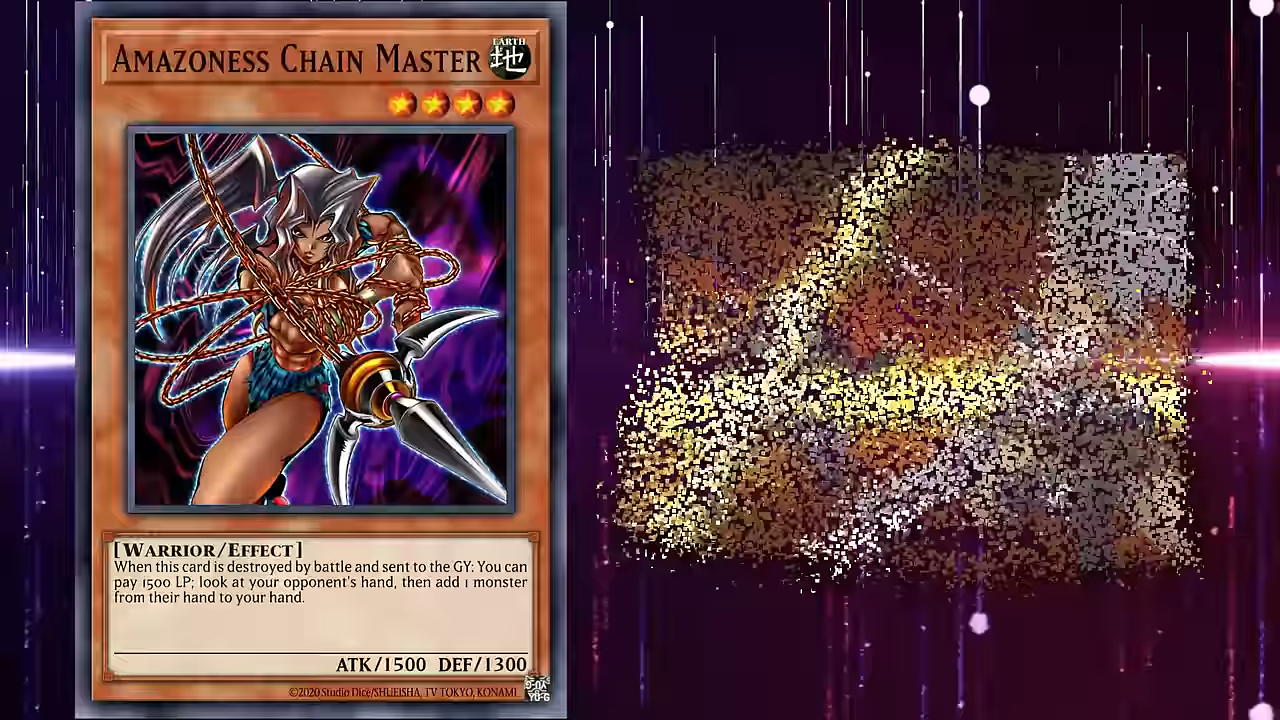 AMAZONESS CHAIN MASTER
EARTH
地
[WARRIOR/EFFECT]
When this card is destroyed by battle and sent to the GY: You can
pay 1500 LP; look at your opponent's hand, then add 1 monster
from their hand to your hand.
ATK/1500 DEF/1300
©2020 Studio Dice/SHUEISHA, TV TOKYO, KONAMI